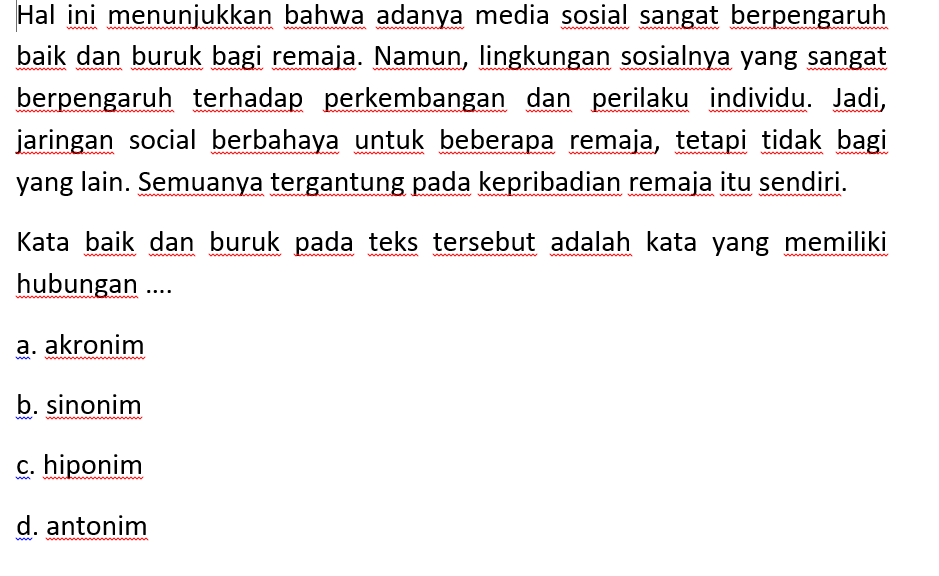 Hal ini menunjukkan bahwa adanya media sosial sangat berpengaruh
baik dan buruk bagi remaja. Namun, lingkungan sosialnya yang sangat
berpengaruh terhadap perkembangan dan perilaku individu. Jadi,
jaringan social berbahaya untuk beberapa remaja, tetapi tidak bagi
yang lain. Semuanya tergantung pada kepribadian remaja itu sendiri.
Kata baik dan buruk pada teks tersebut adalah kata yang memiliki
hubungan ....
a. akronim
b. sinonim
c. hiponim
d. antonim